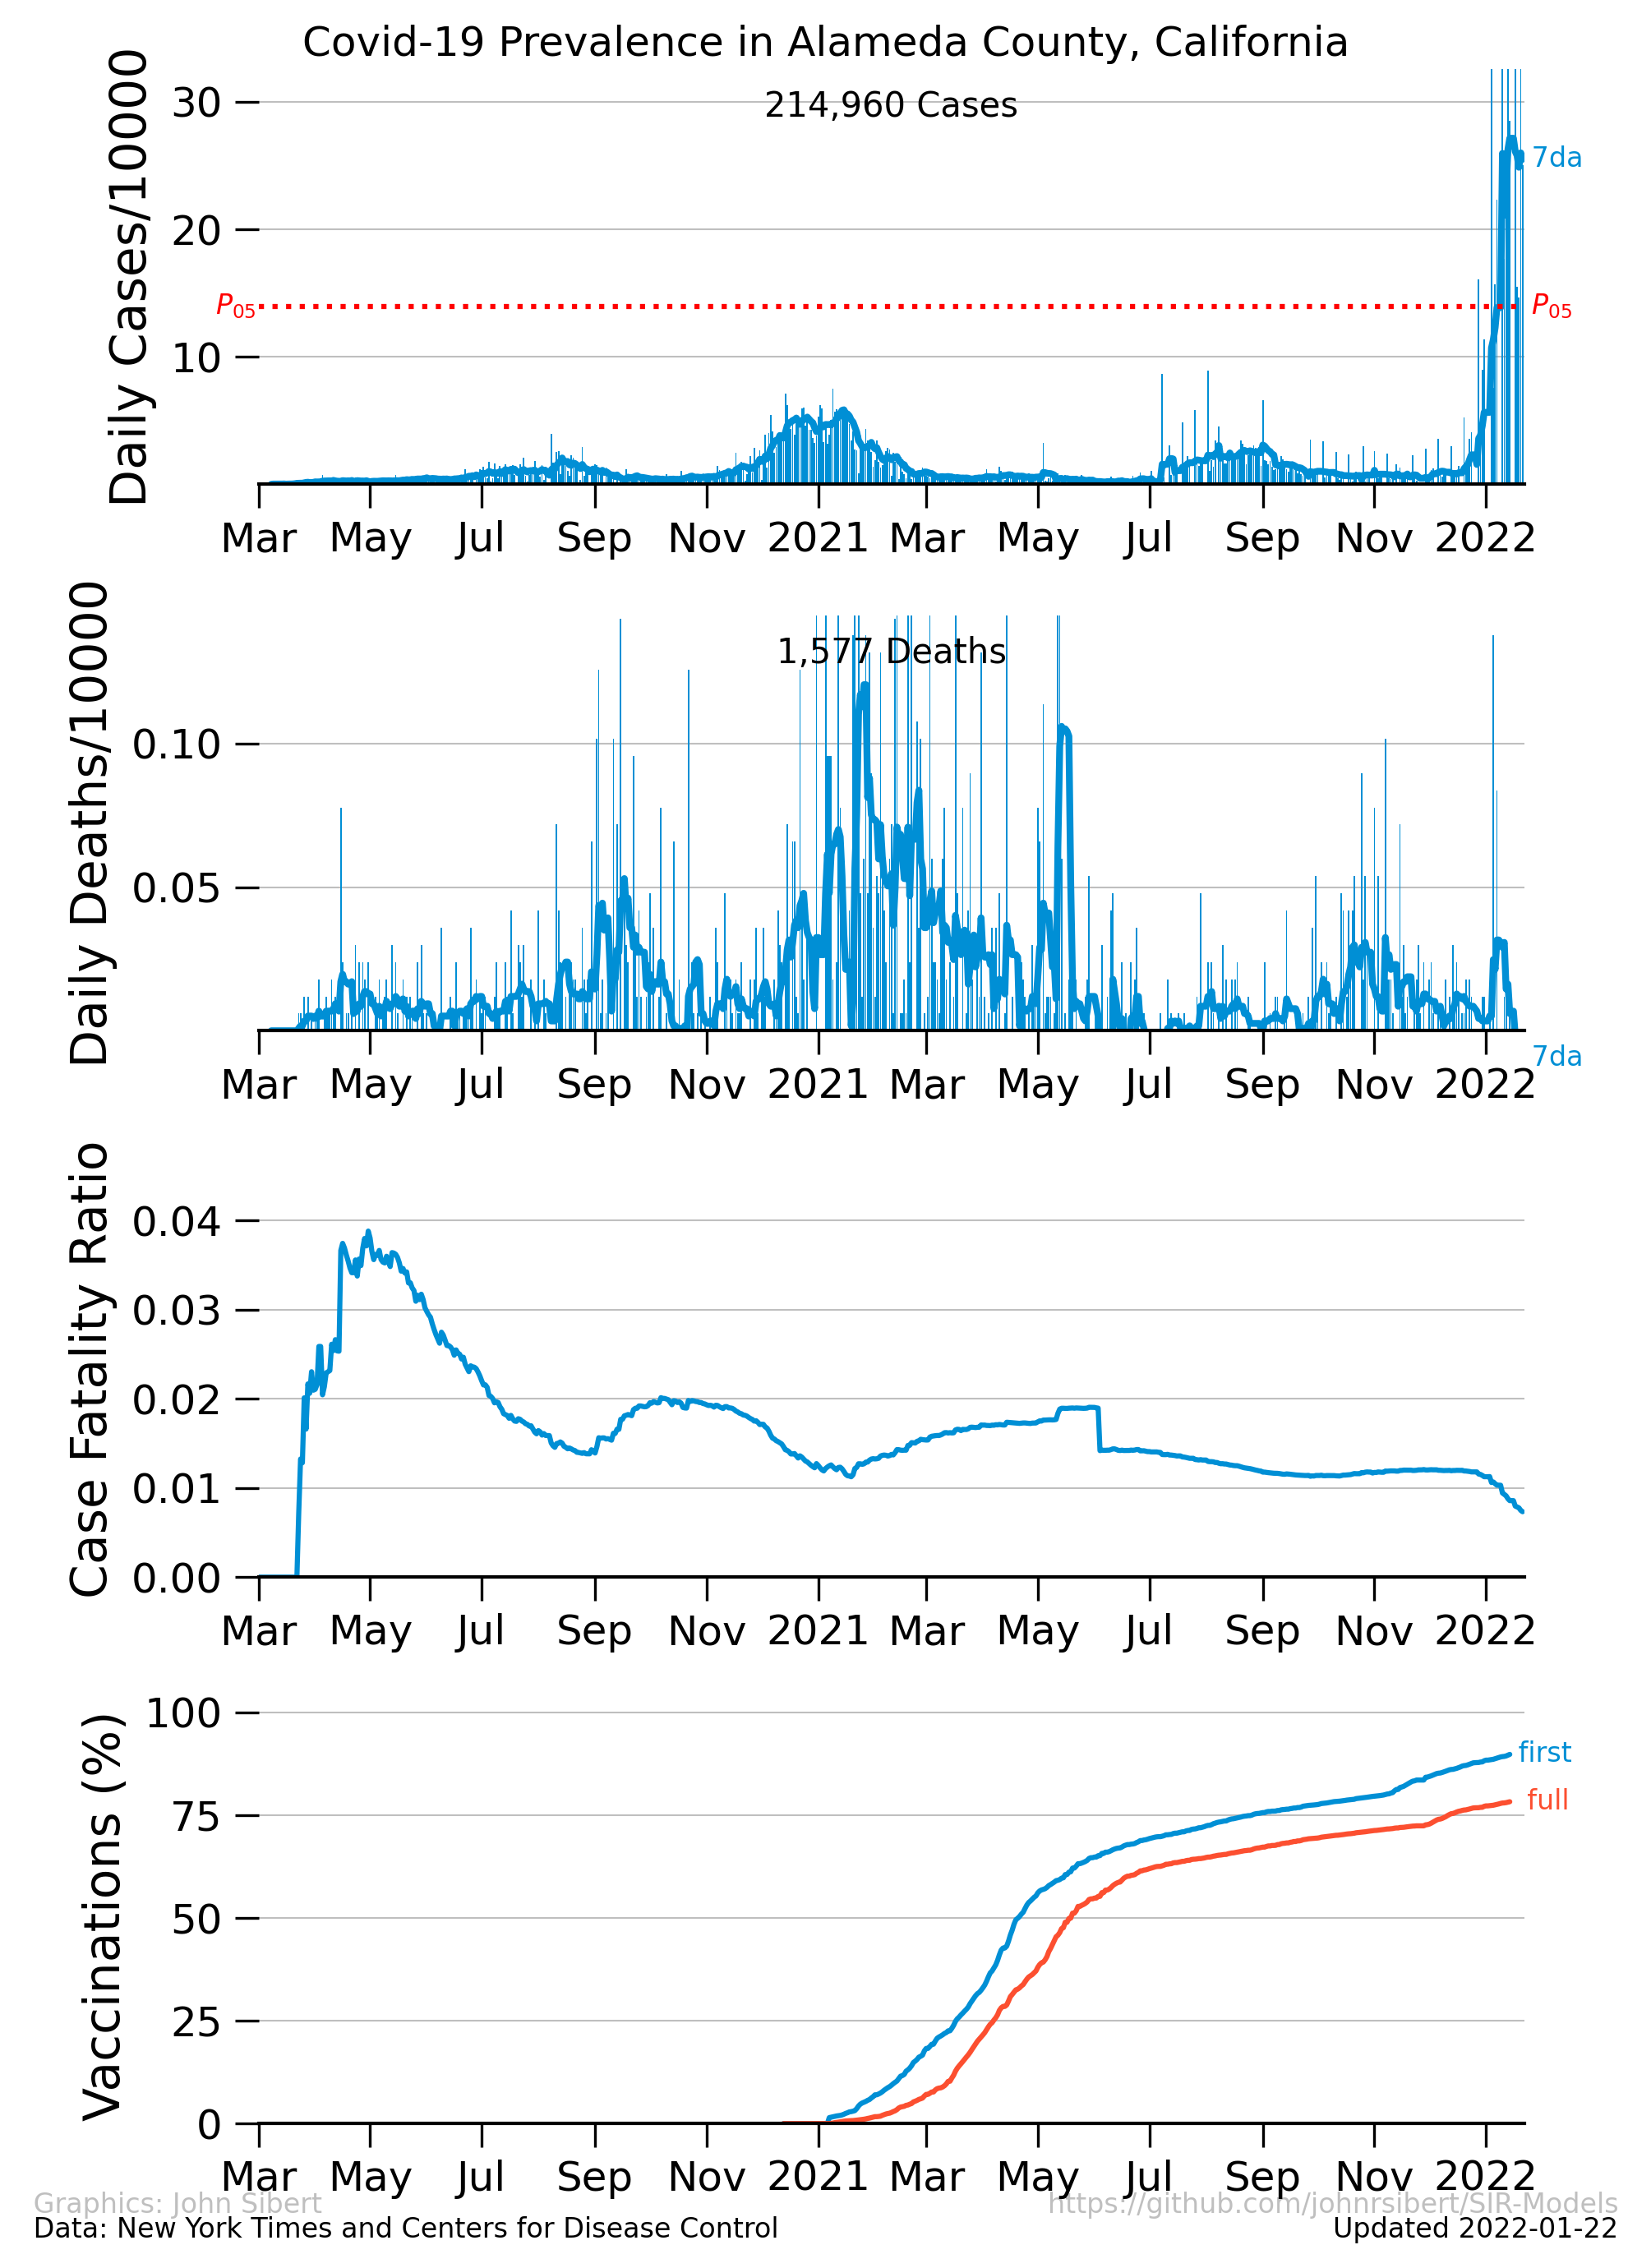 Covid-19 Prevalence in Alameda County, California
Daily Cases/10000
214,960 Cases
30
20
10
7da
P05
P05
Mar May Jul Sep Nov 2021 Mar May Jul Sep Nov 2022
Daily Deaths/10000
1,577 Deaths
0.10
0.05
7da
Mar May Jul Sep Nov 2021 Mar May Jul Sep Nov 2022
Case Fatality Ratio
0.04
0.03
0.02
0.01
0.00
Mar May Jul Sep Nov 2021 Mar May Jul Sep Nov 2022
Vaccinations (%)
100
75
50
25
0
first
full
Mar May Jul Sep Nov 2021 Mar May Jul Sep Nov 2022
Graphics: John Sibert
https://github.com/johnrsibert/SIR-Models
Data: New York Times and Centers for Disease Control
Updated 2022-01-22